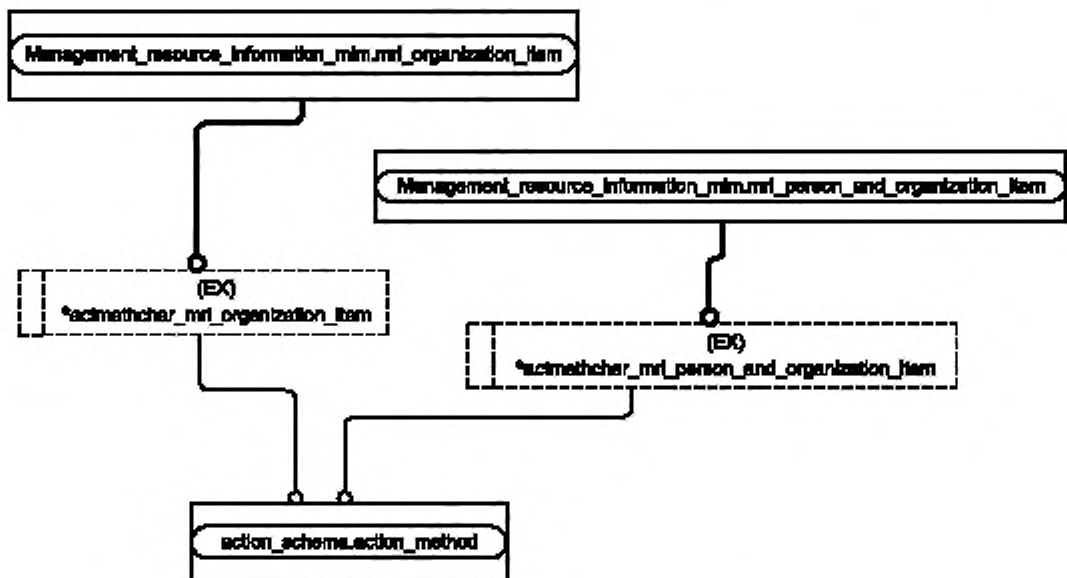 Management_resource_information_mim.mri_organization_item
Management_resource_information_mim.mri_person_and_organization_item
(EX)
*actmethchar_mri_organization_item
(EX)
*actmethchar_mri_person_and_organization_item
action_schema.action_method